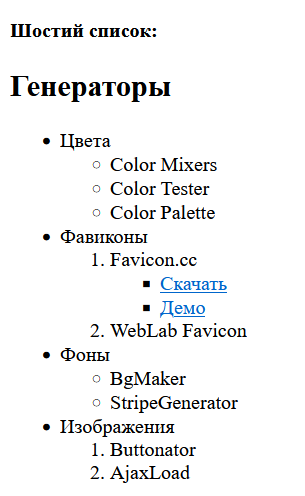 Шостий список:
Генераторы
Цвета
Color Mixers
Color Tester
Color Palette
Фавиконы
1. Favicon.cc
Скачать
Демо
2. WebLab Favicon
Фоны
BgMaker
StripeGenerator
Изображения
1. Buttonator
2. AjaxLoad